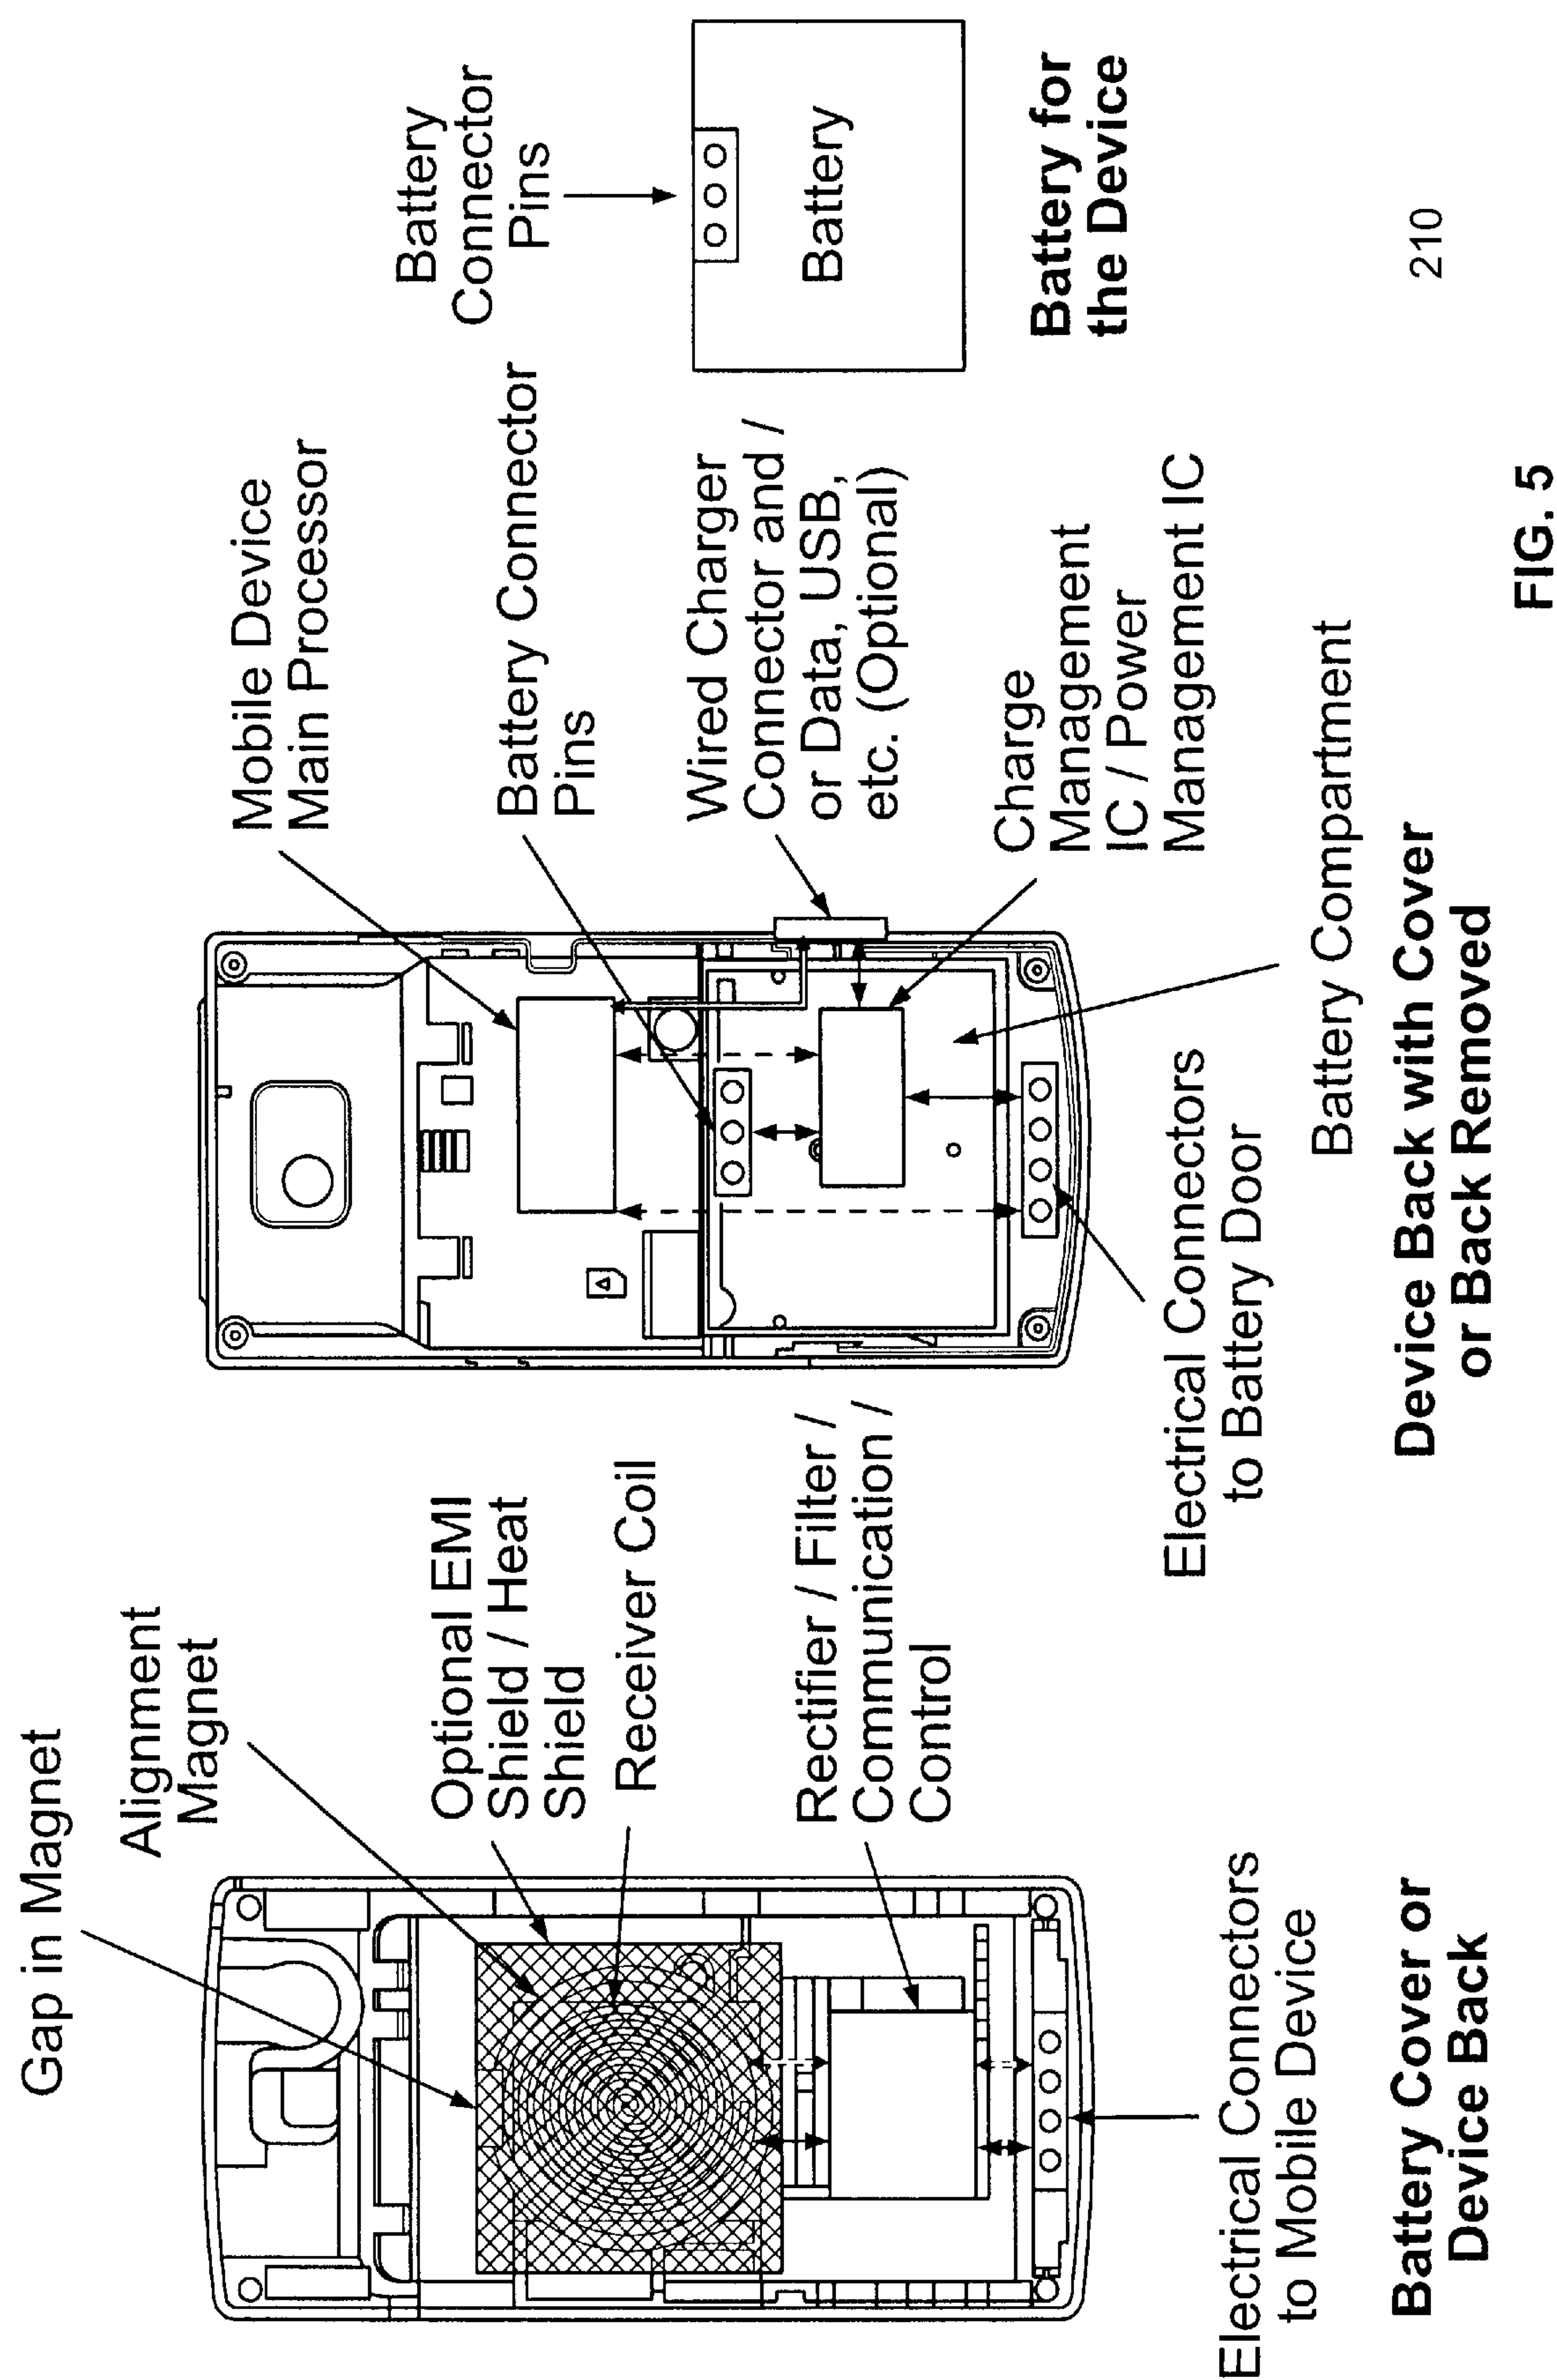 Gap in Magnet
Alignment
Magnet
Optional EMI
Shield / Heat
Shield
Receiver Coil
Rectifier / Filter /
Communication /
Control
Electrical Connectors
to Mobile Device
Battery Cover or
Device Back
Mobile Device
Main Processor
Battery Connector
Pins
Wired Charger
Connector and /
or Data, USB,
etc. (Optional)
Charge
Management
IC / Power
Management IC
Battery Compartment
Electrical Connectors
to Battery Door
Device Back with Cover
or Back Removed
Battery
Connector
Pins
Battery
Battery for
the Device
210
FIG. 5